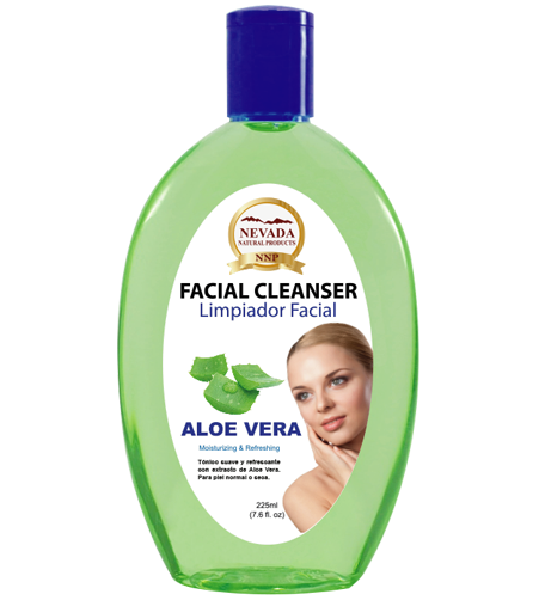 NEVADA
NATURAL PRODUCTS
NNP
FACIAL CLEANSER
Limpiador Facial
ALOE VERA
Moisturizing & Refreshing
Tónico suave y refrescante
con extracto de Aloe Vera.
Para piel normal o seca.
225ml
(7.6 fl. oz)